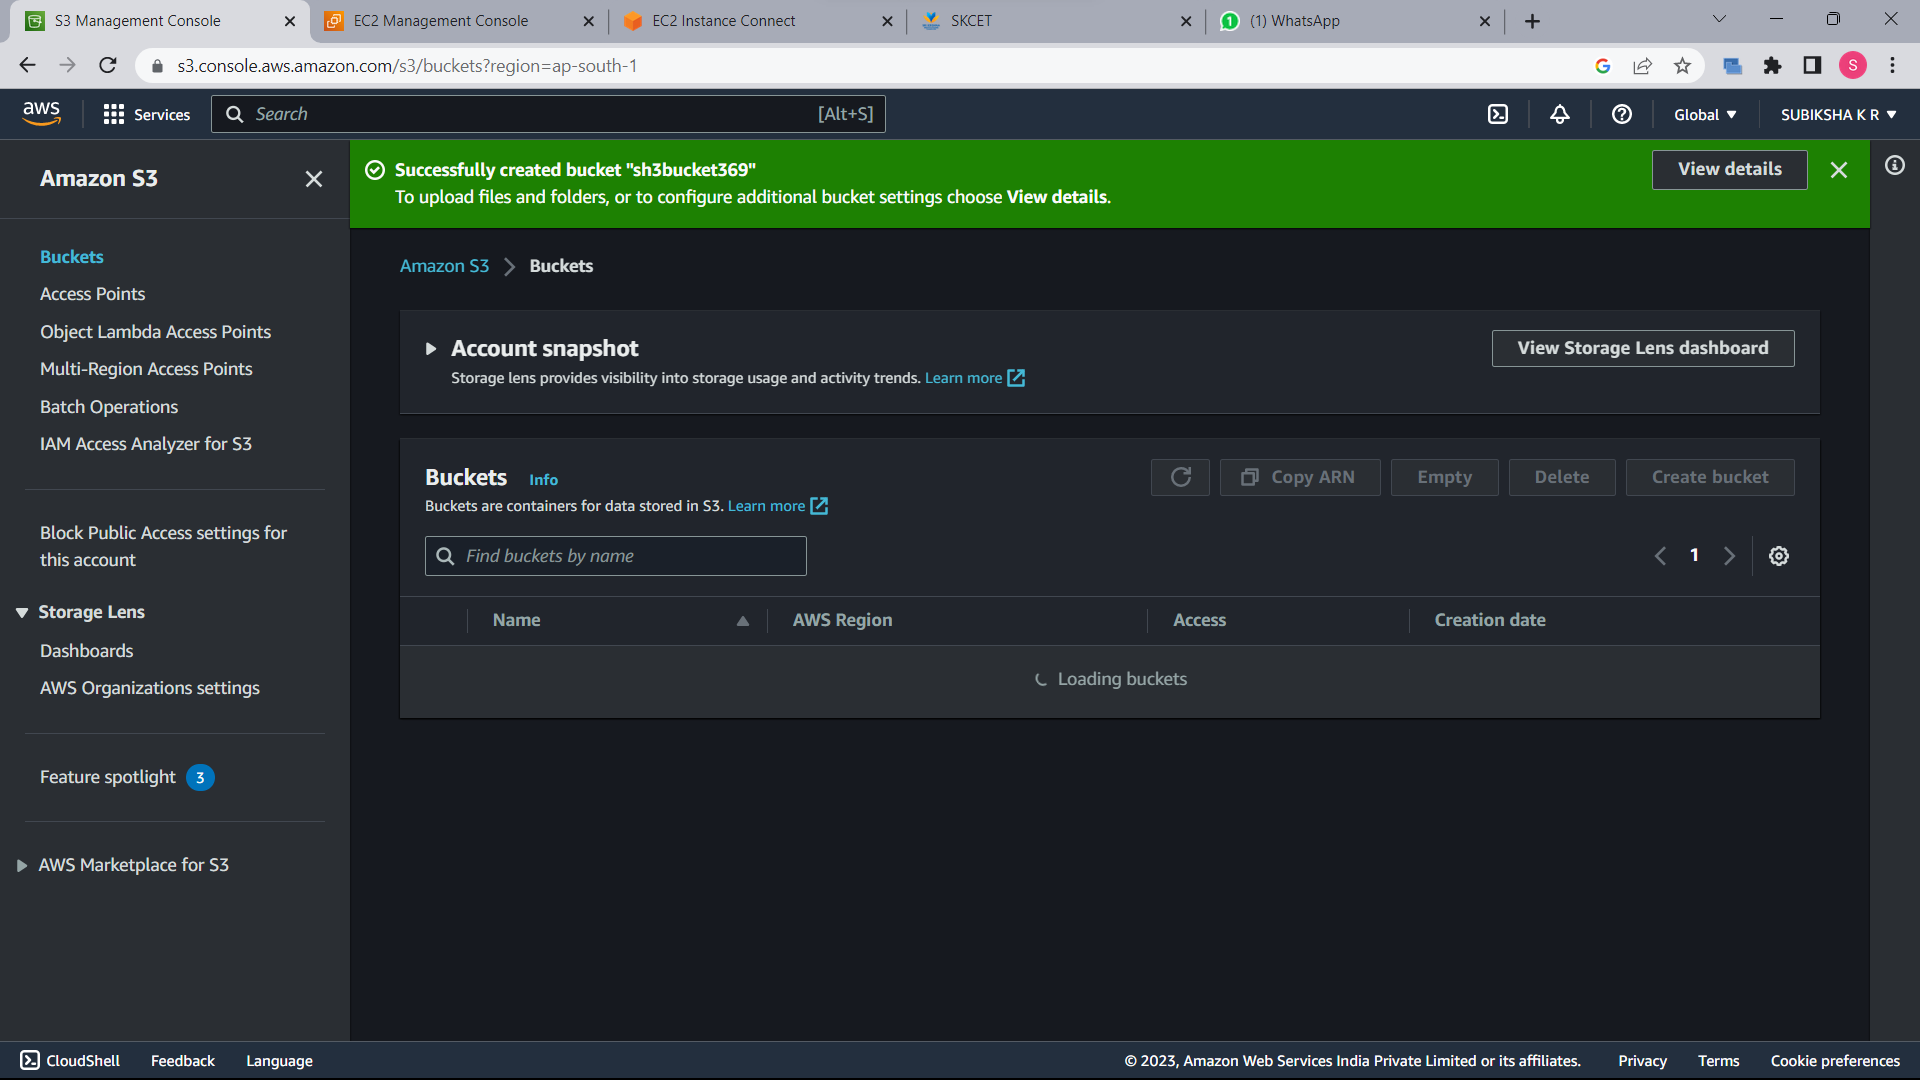 S3 Management Console
EC2 Management Console
EC2 Instance Connect
SKCET
1
(1) WhatsApp
s3.console.aws.amazon.com/s3/buckets?region=ap-south-1
G
S
aws
Services
Search
[Alt+S]
Global
SUBIKSHA K R
Amazon S3
Successfully created bucket "sh3bucket369"
To upload files and folders, or to configure additional bucket settings choose View details.
View details
Buckets
Access Points
Object Lambda Access Points
Multi-Region Access Points
Batch Operations
IAM Access Analyzer for S3
Block Public Access settings for
this account
Storage Lens
Dashboards
AWS Organizations settings
Feature spotlight 3
AWS Marketplace for S3
Amazon S3
Buckets
Account snapshot
Storage lens provides visibility into storage usage and activity trends. Learn more
View Storage Lens dashboard
Buckets Info
Buckets are containers for data stored in S3. Learn more
Copy ARN
Empty
Delete
Create bucket
Find buckets by name
1
Name
AWS Region
Access
Creation date
Loading buckets
CloudShell
Feedback
Language
© 2023, Amazon Web Services India Private Limited or its affiliates.
Privacy
Terms
Cookie preferences